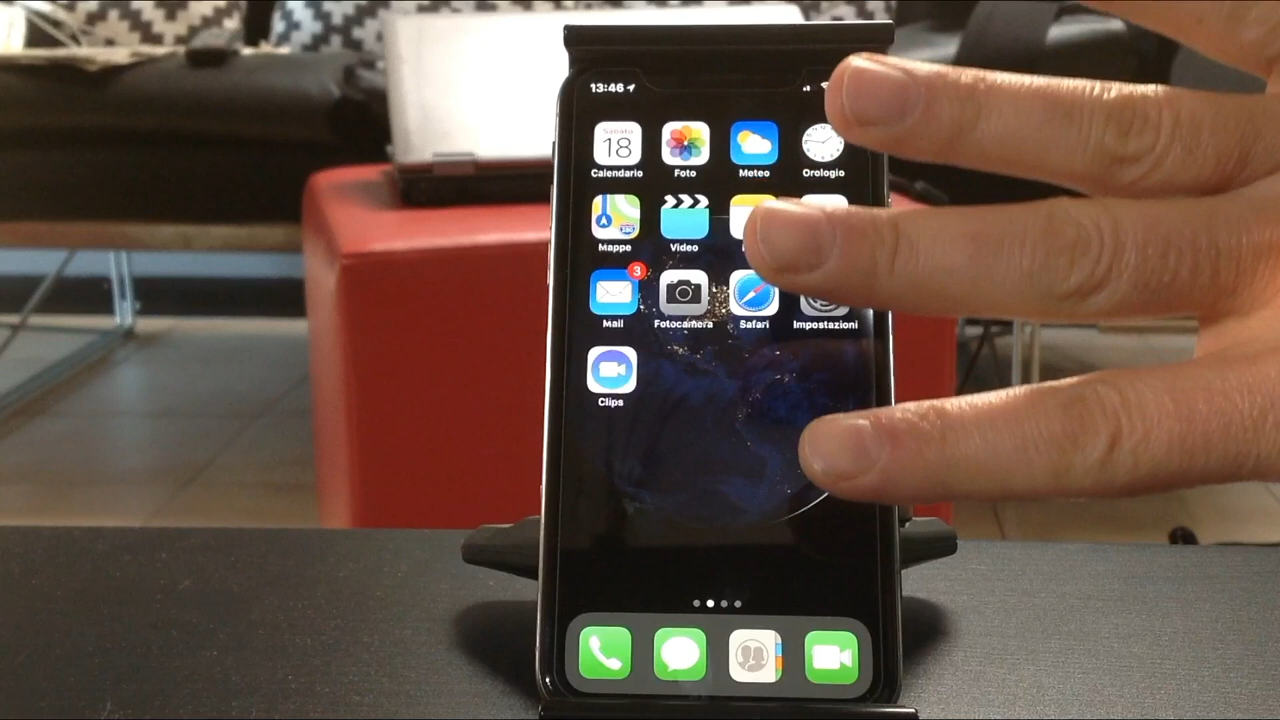 13:46
Sabato
18
Calendario
Foto
Meteo
Orologio
Mappe
Video
3
Mail
Fotocamera
Safari
Impostazioni
Clips